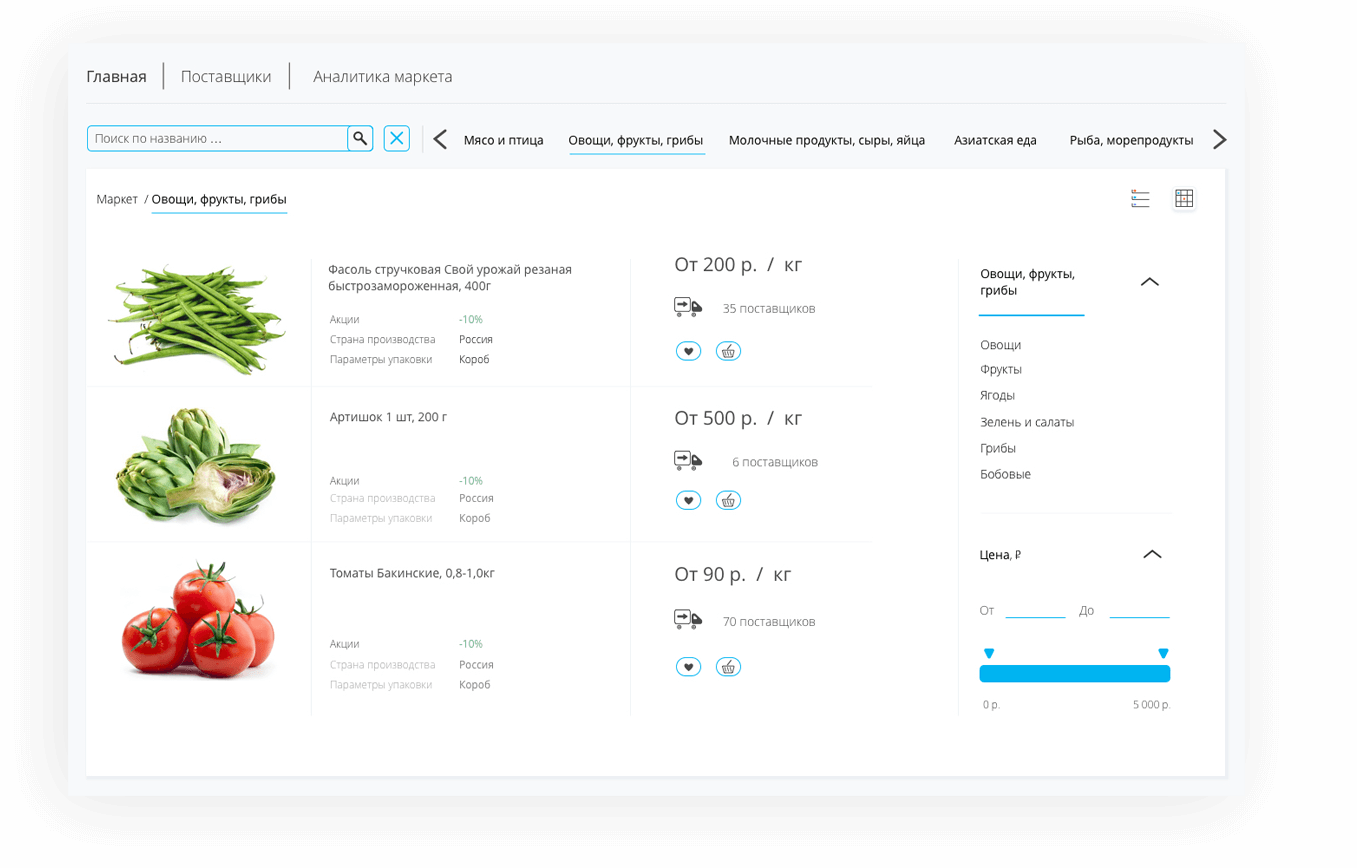 Главная
Поставщики
Аналитика маркета
Поиск по названию ...
Мясо и птица
Овощи, фрукты, грибы
Молочные продукты, сыры, яйца
Азиатская еда
Рыба, морепродукты
Маркет / Овощи, фрукты, грибы
Фасоль стручковая Свой урожай резаная
быстрозамороженная, 400г
Акции -10%
Страна производства Россия
Параметры упаковки Короб
От 200 р. / кг
35 поставщиков
Артишок 1 шт, 200 г
Акции -10%
Страна производства Россия
Параметры упаковки Короб
От 500 р. / кг
6 поставщиков
Томаты Бакинские, 0,8-1,0кг
Акции -10%
Страна производства Россия
Параметры упаковки Короб
От 90 р. / кг
70 поставщиков
Овощи, фрукты,
грибы
Овощи
Фрукты
Ягоды
Зелень и салаты
Грибы
Бобовые
Цена, ₽
От До
0 р. 5 000 р.